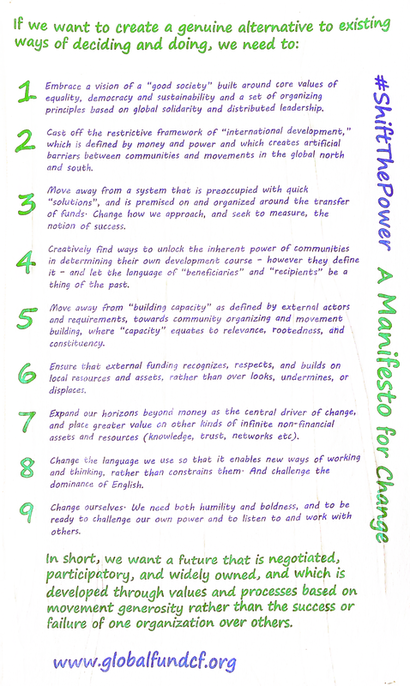 If we want to create a genuine alternative to existing
ways of deciding and doing, we need to:
1 Embrace a vision of a "good society" built around core values of
equality, democracy and sustainability and a set of organizing
principles based on global solidarity and distributed leadership.
2 Cast off the restrictive framework of "international development,"
which is defined by money and power and which creates artificial
barriers between communities and movements in the global north
and south.
3 Move away from a system that is preoccupied with quick
"solutions", and is premised on and organized around the transfer
of funds. Change how we approach, and seek to measure, the
notion of success.
4 Creatively find ways to unlock the inherent power of communities
in determining their own development course – however they define
it – and let the language of "beneficiaries" and "recipients" be a
thing of the past.
5 Move away from "building capacity" as defined by external actors
and requirements, towards community organizing and movement
building, where "capacity" equates to relevance, rootedness, and
constituency.
6 Ensure that external funding recognizes, respects, and builds on
local resources and assets, rather than over looks, undermines, or
displaces.
7 Expand our horizons beyond money as the central driver of change,
and place greater value on other kinds of infinite non-financial
assets and resources (knowledge, trust, networks etc).
8 Change the language we use so that it enables new ways of working
and thinking, rather than constrains them. And challenge the
dominance of English.
9 Change ourselves. We need both humility and boldness, and to be
ready to challenge our own power and to listen to and work with
others.
In short, we want a future that is negotiated,
participatory, and widely owned, and which is
developed through values and processes based on
movement generosity rather than the success or
failure of one organization over others.
www.globalfundcf.org
#ShiftThePower A Manifesto for Change